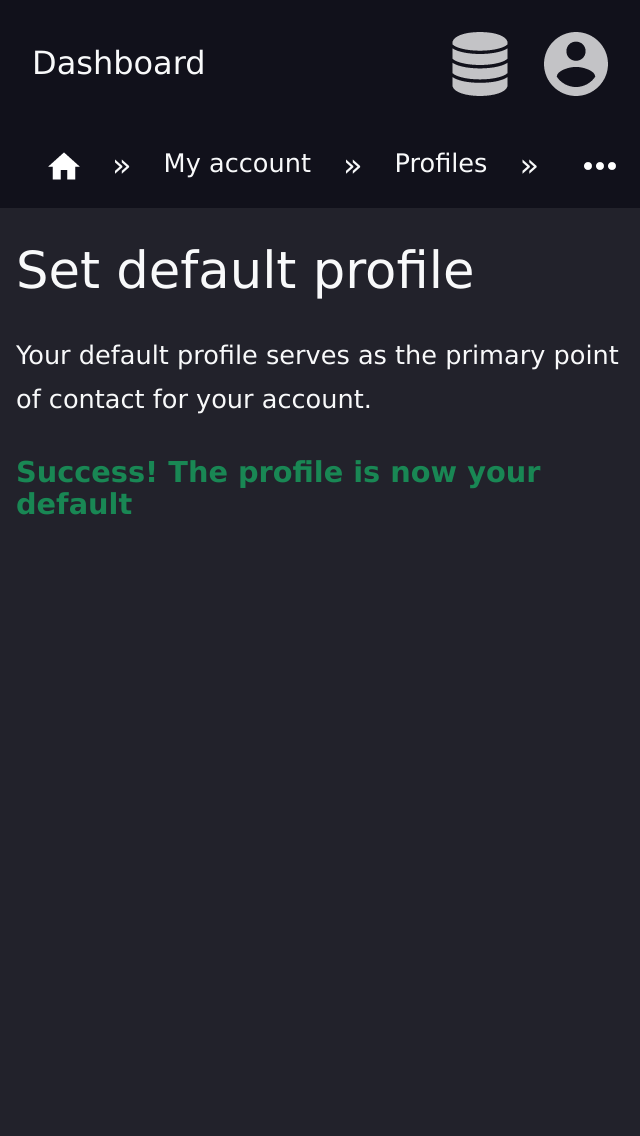 Dashboard
» My account » Profiles »
Set default profile
Your default profile serves as the primary point
of contact for your account.
Success! The profile is now your
default